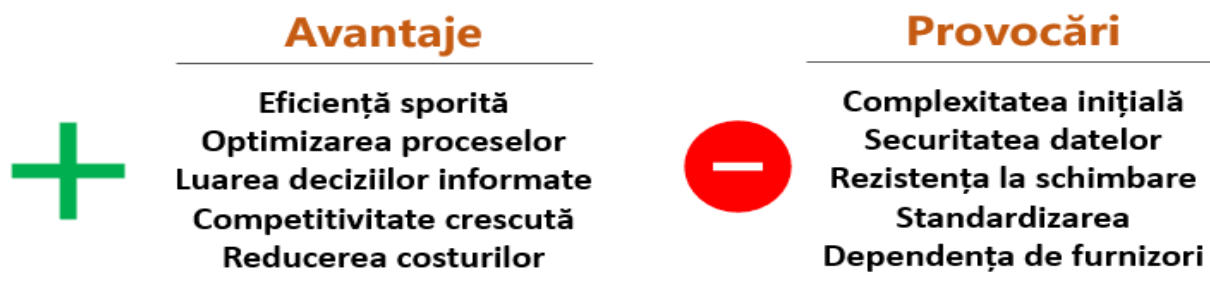 Avantaje
Eficiență sporită
Optimizarea proceselor
Luarea deciziilor informate
Competitivitate crescută
Reducerea costurilor
Provocări
Complexitatea inițială
Securitatea datelor
Rezistența la schimbare
Standardizarea
Dependența de furnizori